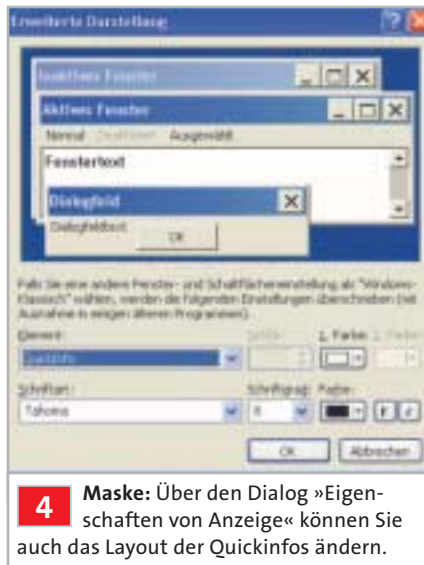 Erweiterte Darstellung
Inaktives Fenster
Aktives Fenster
Normal Deaktiviert Ausgewählt
Fenstertext
Dialogfeld
Dialogfeldtext
OK
Falls Sie eine andere Fenster- und Schaltflächeneinstellung als "Windows-
Klassisch" wählen, werden die folgenden Einstellungen überschrieben (mit
Ausnahme in einigen älteren Programmen).
Element: Größe: 1. Farbe: 2. Farbe:
QuickInfo
Schriftart: Schriftgrad: Farbe:
Tahoma 8 F K
OK Abbrechen
4 Maske: Über den Dialog »Eigen-
schaften von Anzeige« können Sie
auch das Layout der Quickinfos ändern.